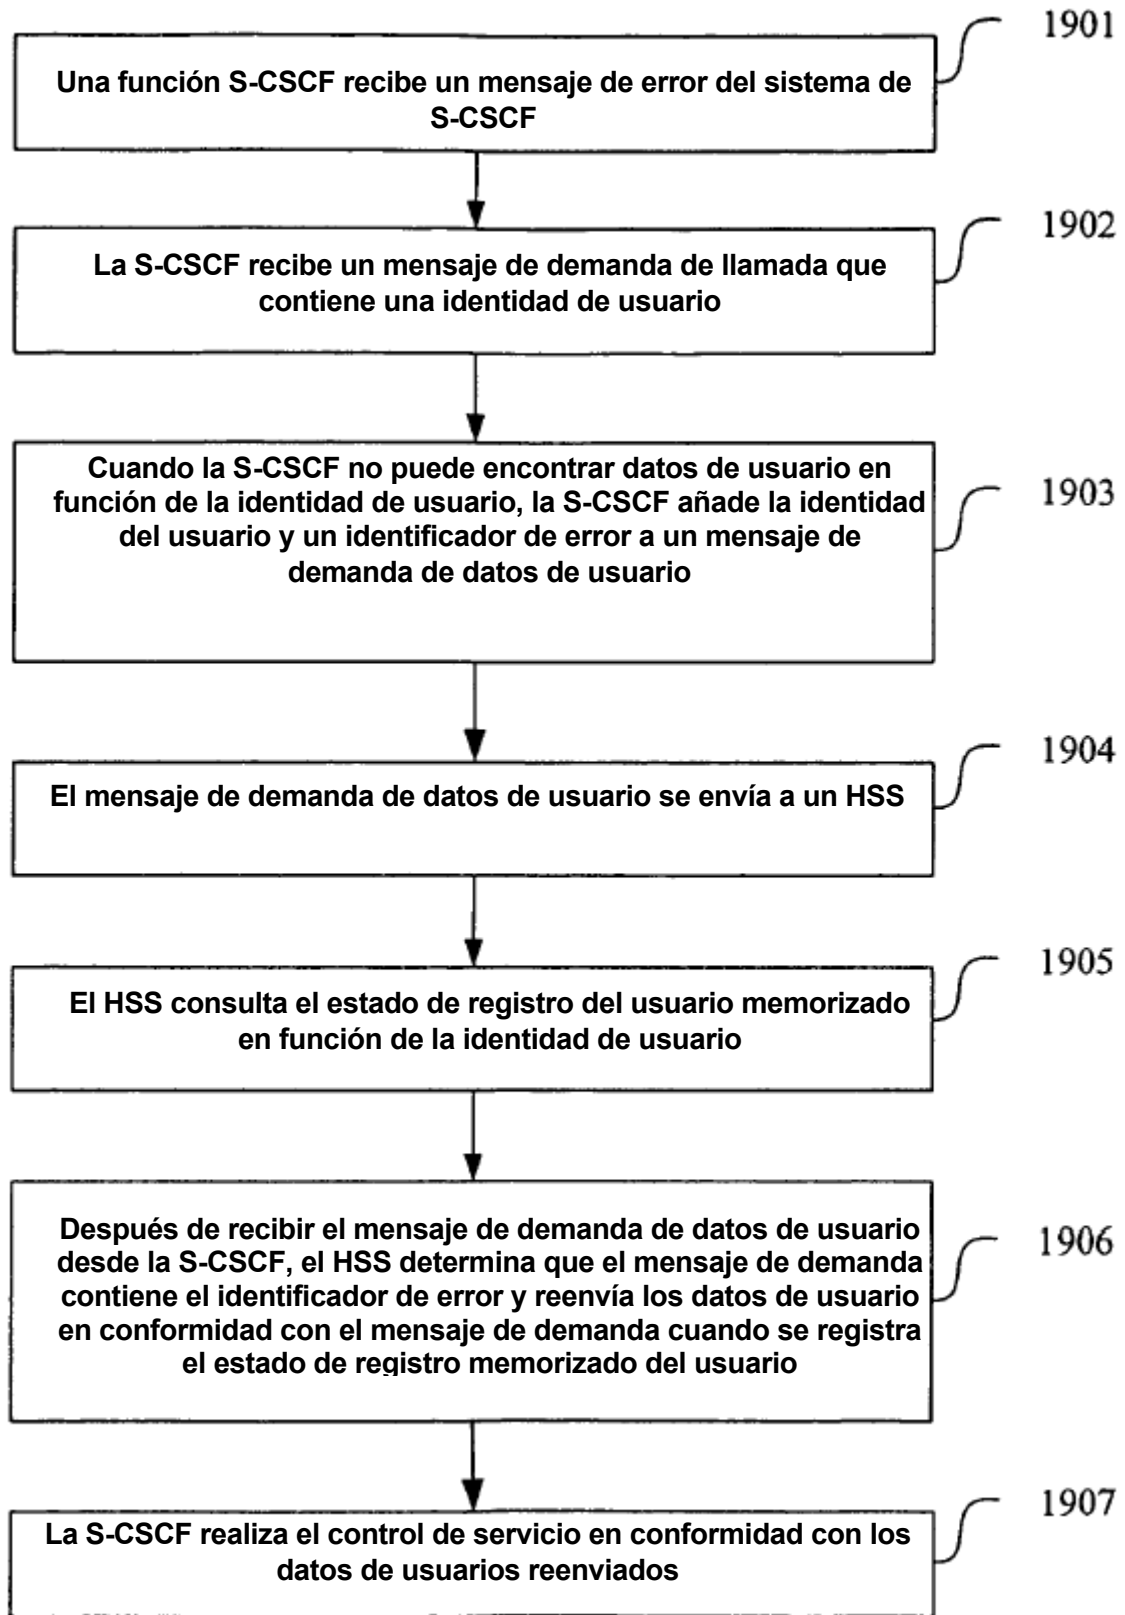 1901
Una función S-CSCF recibe un mensaje de error del sistema de
S-CSCF
1902
La S-CSCF recibe un mensaje de demanda de llamada que
contiene una identidad de usuario
1903
Cuando la S-CSCF no puede encontrar datos de usuario en
función de la identidad de usuario, la S-CSCF añade la identidad
del usuario y un identificador de error a un mensaje de
demanda de datos de usuario
1904
El mensaje de demanda de datos de usuario se envía a un HSS
1905
El HSS consulta el estado de registro del usuario memorizado
en función de la identidad de usuario
1906
Después de recibir el mensaje de demanda de datos de usuario
desde la S-CSCF, el HSS determina que el mensaje de demanda
contiene el identificador de error y reenvía los datos de usuario
en conformidad con el mensaje de demanda cuando se registra
el estado de registro memorizado del usuario
1907
La S-CSCF realiza el control de servicio en conformidad con los
datos de usuarios reenviados